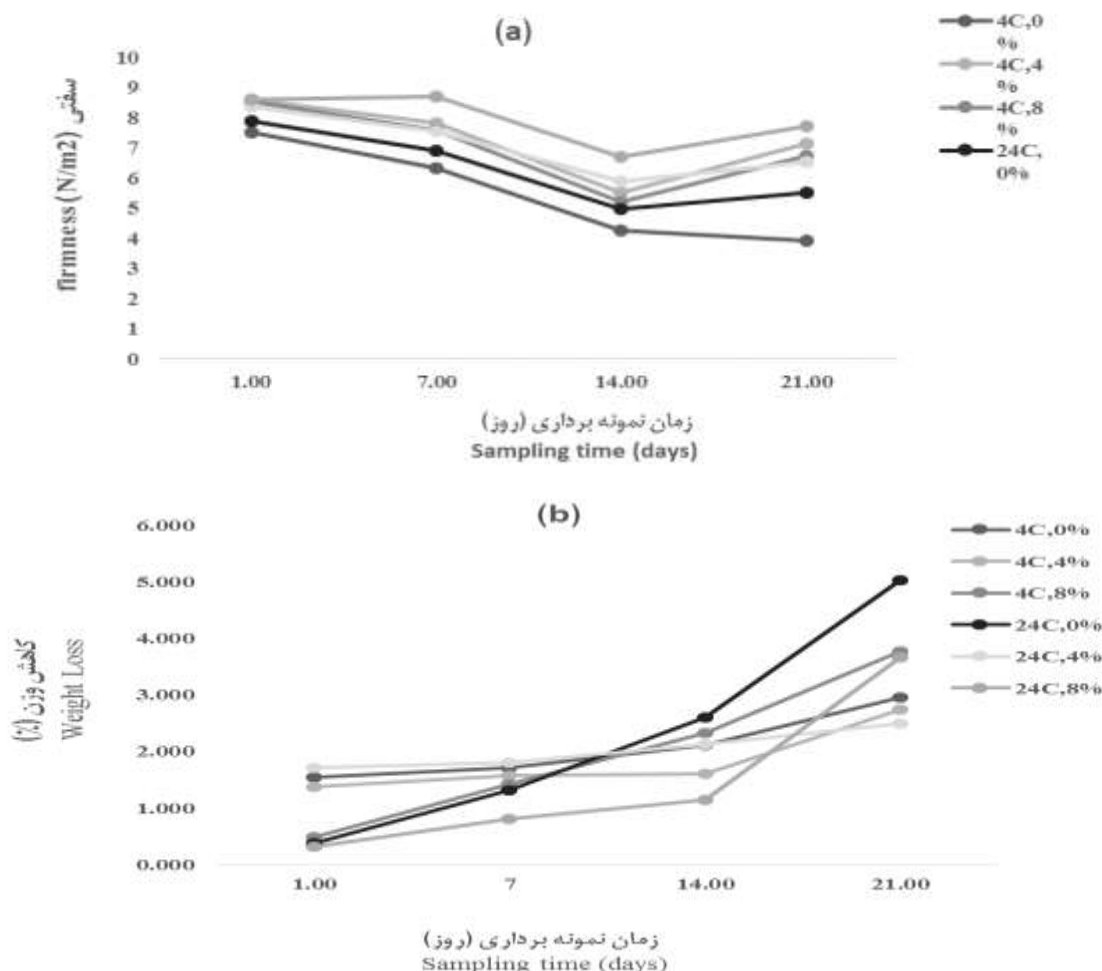 (a)
10
9
8
7
6
5
4
3
2
1
0
سفتی firmness (N/m2)
1.00 7.00 14.00 21.00
زمان نمونه برداری (روز)
Sampling time (days)
4C,0
%
4C,4
%
4C,8
%
24C,
0%
(b)
6.000
5.000
4.000
3.000
2.000
1.000
0.000
کاهش وزن (٪)
Weight Loss
1.00 7 14.00 21.00
زمان نمونه برداری (روز)
Sampling time (days)
4C,0%
4C,4%
4C,8%
24C,0%
24C,4%
24C,8%